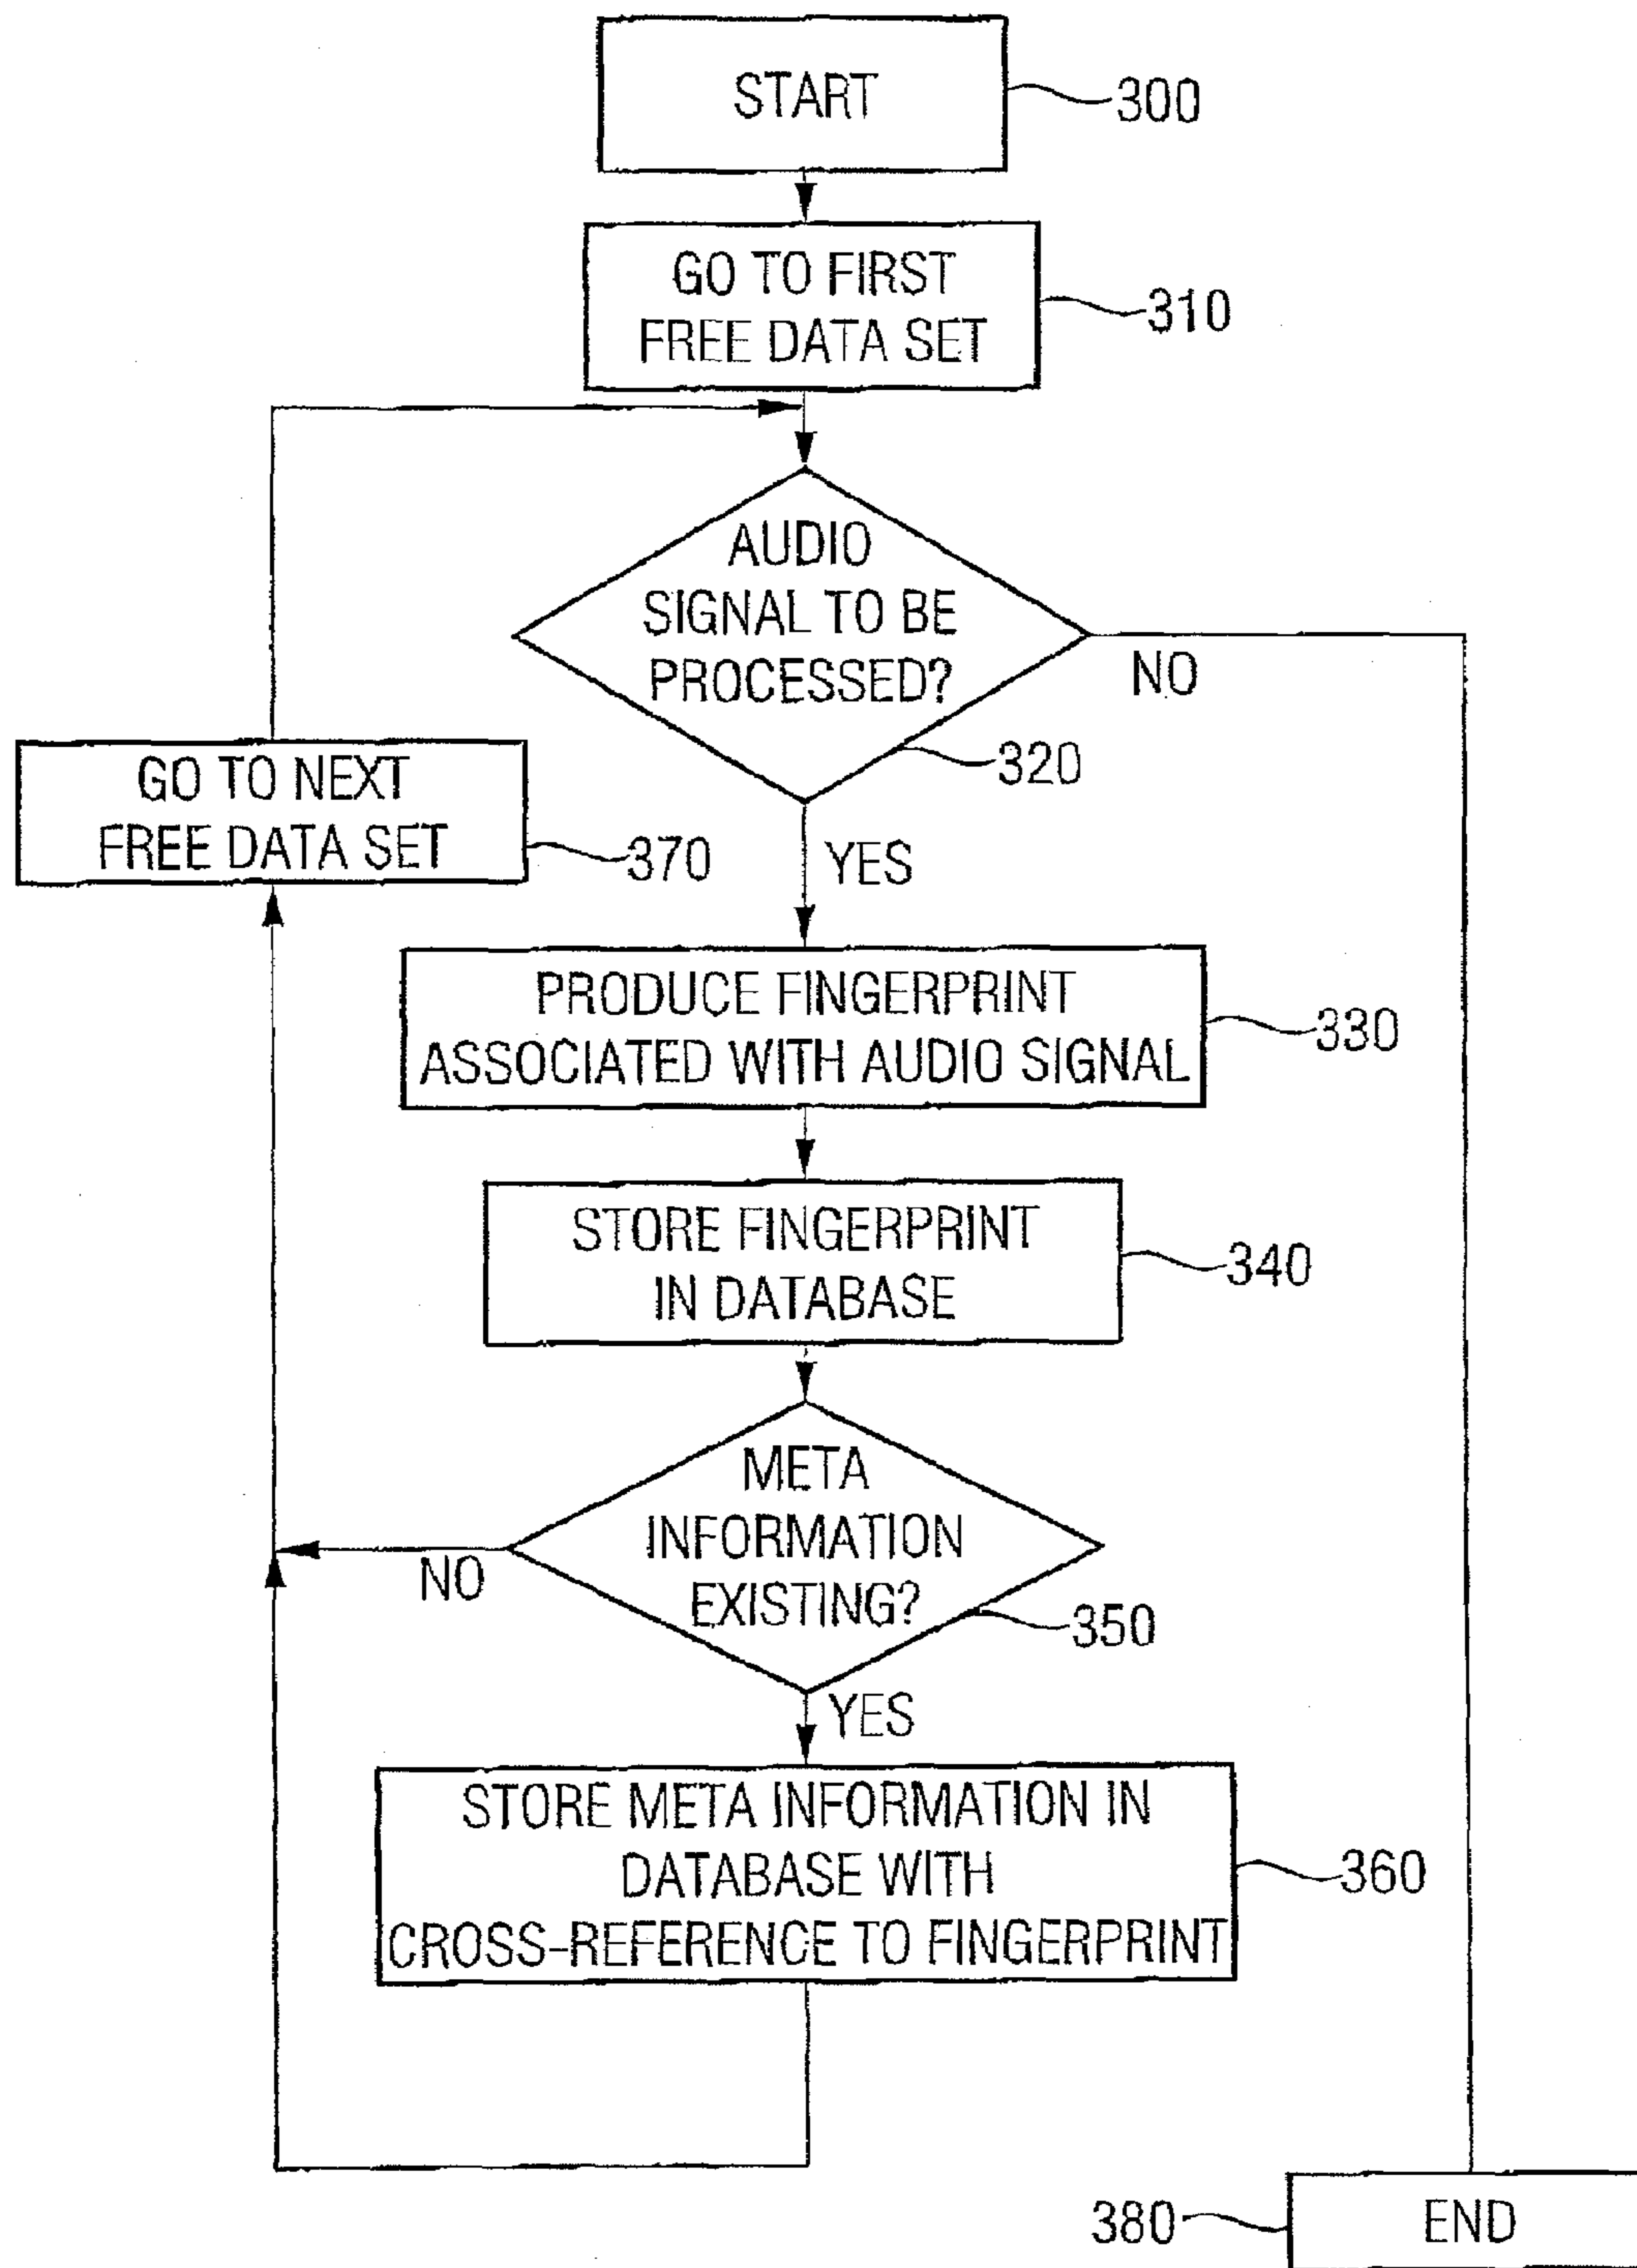 START
300
GO TO FIRST
FREE DATA SET
310
AUDIO
SIGNAL TO BE
PROCESSED?
NO
320
GO TO NEXT
FREE DATA SET
370
YES
PRODUCE FINGERPRINT
ASSOCIATED WITH AUDIO SIGNAL
330
STORE FINGERPRINT
IN DATABASE
340
META
INFORMATION
EXISTING?
NO
350
YES
STORE META INFORMATION IN
DATABASE WITH
CROSS-REFERENCE TO FINGERPRINT
360
380
END